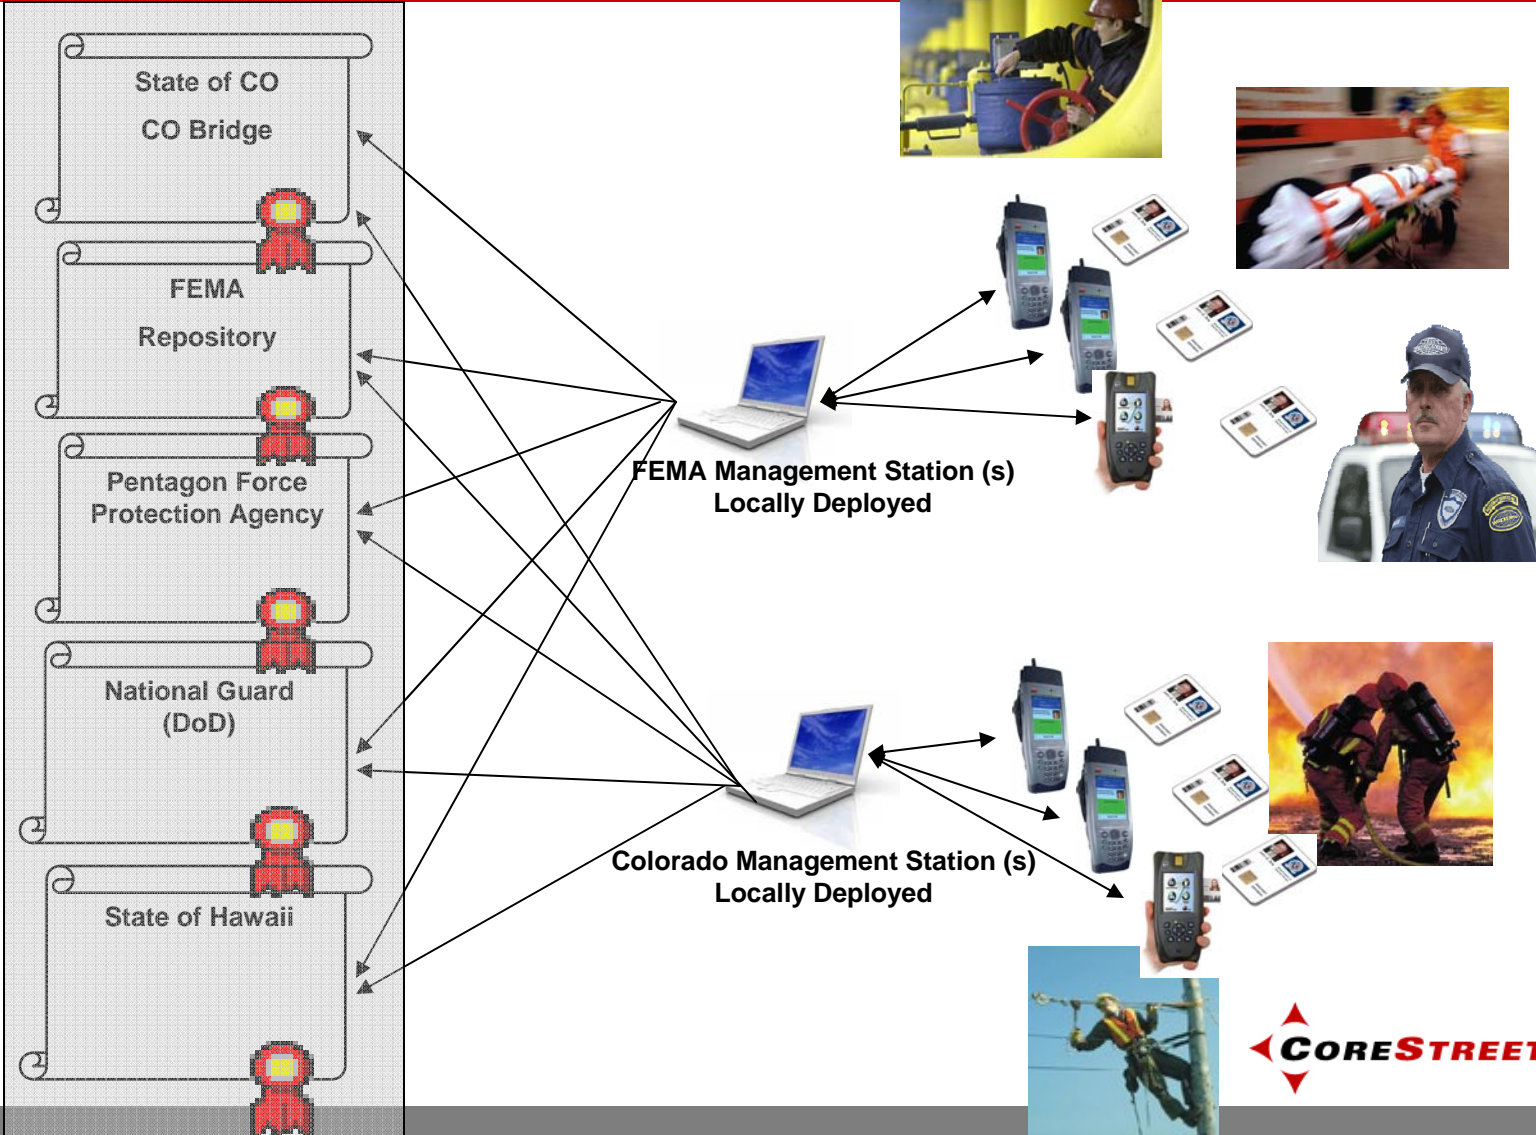 State of CO
CO Bridge
FEMA
Repository
Pentagon Force
Protection Agency
National Guard
(DoD)
State of Hawaii
FEMA Management Station (s)
Locally Deployed
Colorado Management Station (s)
Locally Deployed
CORESTREET